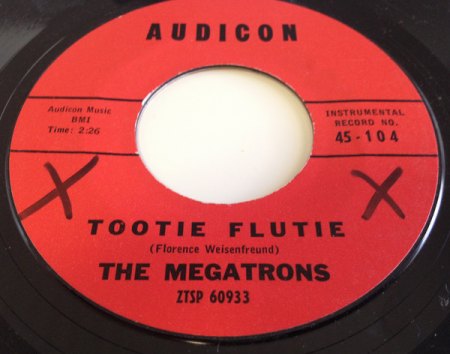 AUDICON
Audicon Music
BMI
Time: 2:26
INSTRUMENTAL
RECORD NO.
45-104
X X
TOOTIE FLUTIE
(Florence Weisenfreund)
THE MEGATRONS
ZTSP 60933